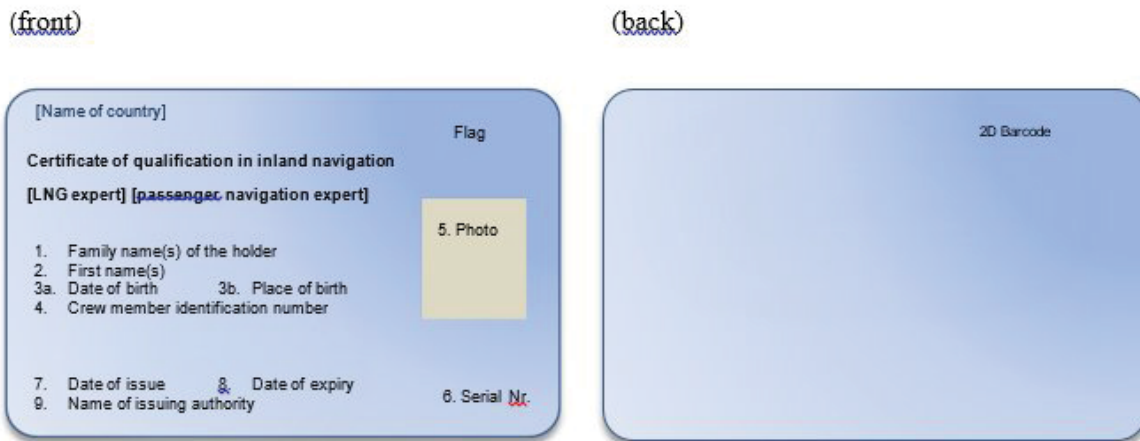 (front)
(back)
[Name of country]
Flag
Certificate of qualification in inland navigation
[LNG expert] [passenger navigation expert]
5. Photo
1. Family name(s) of the holder
2. First name(s)
3a. Date of birth 3b. Place of birth
4. Crew member identification number
7. Date of issue 8. Date of expiry
9. Name of issuing authority
6. Serial Nr.
2D Barcode